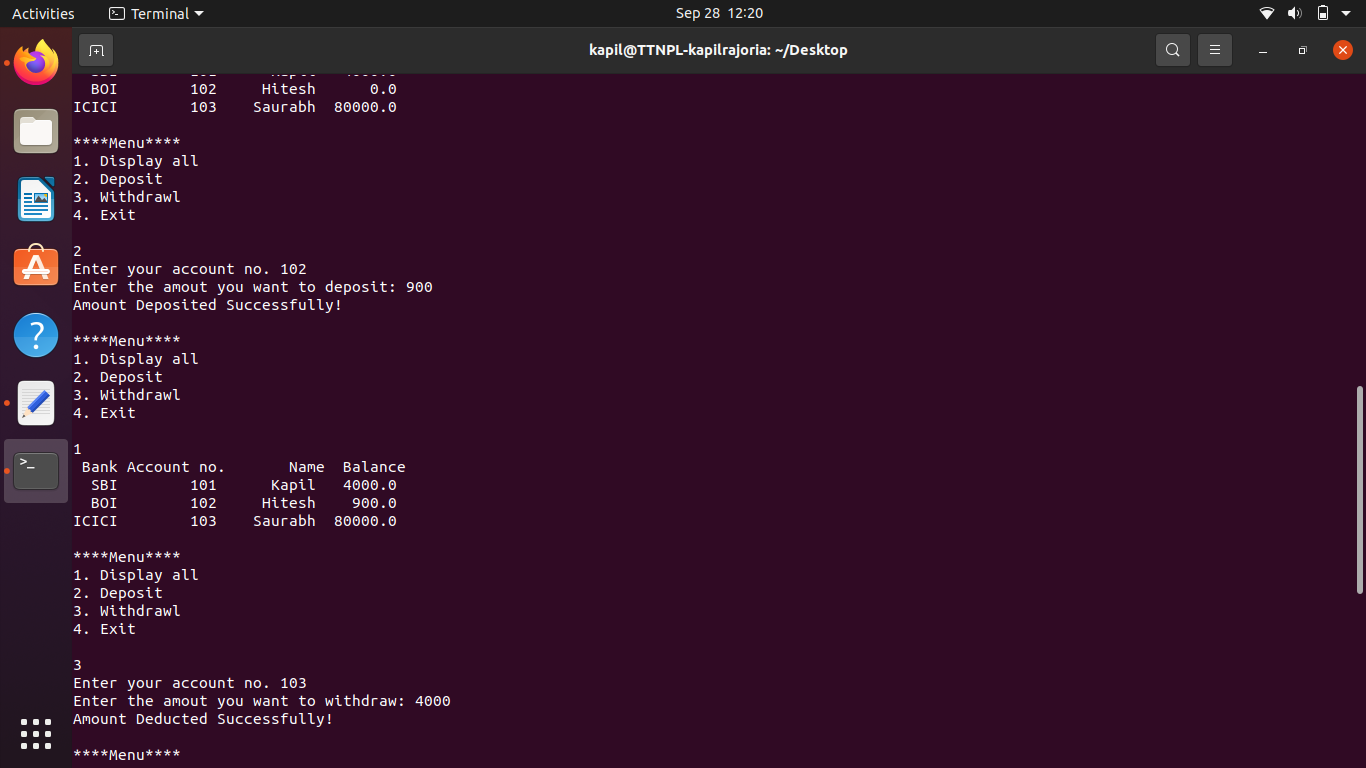 Activities Terminal Sep 28 12:20
kapil@TTNPL-kapilrajoria: ~/Desktop
BOI 102 Hitesh 0.0
ICICI 103 Saurabh 80000.0
****Menu****
1. Display all
2. Deposit
3. Withdrawl
4. Exit
2
Enter your account no. 102
Enter the amout you want to deposit: 900
Amount Deposited Successfully!
****Menu****
1. Display all
2. Deposit
3. Withdrawl
4. Exit
1
Bank Account no. Name Balance
SBI 101 Kapil 4000.0
BOI 102 Hitesh 900.0
ICICI 103 Saurabh 80000.0
****Menu****
1. Display all
2. Deposit
3. Withdrawl
4. Exit
3
Enter your account no. 103
Enter the amout you want to withdraw: 4000
Amount Deducted Successfully!
****Menu****